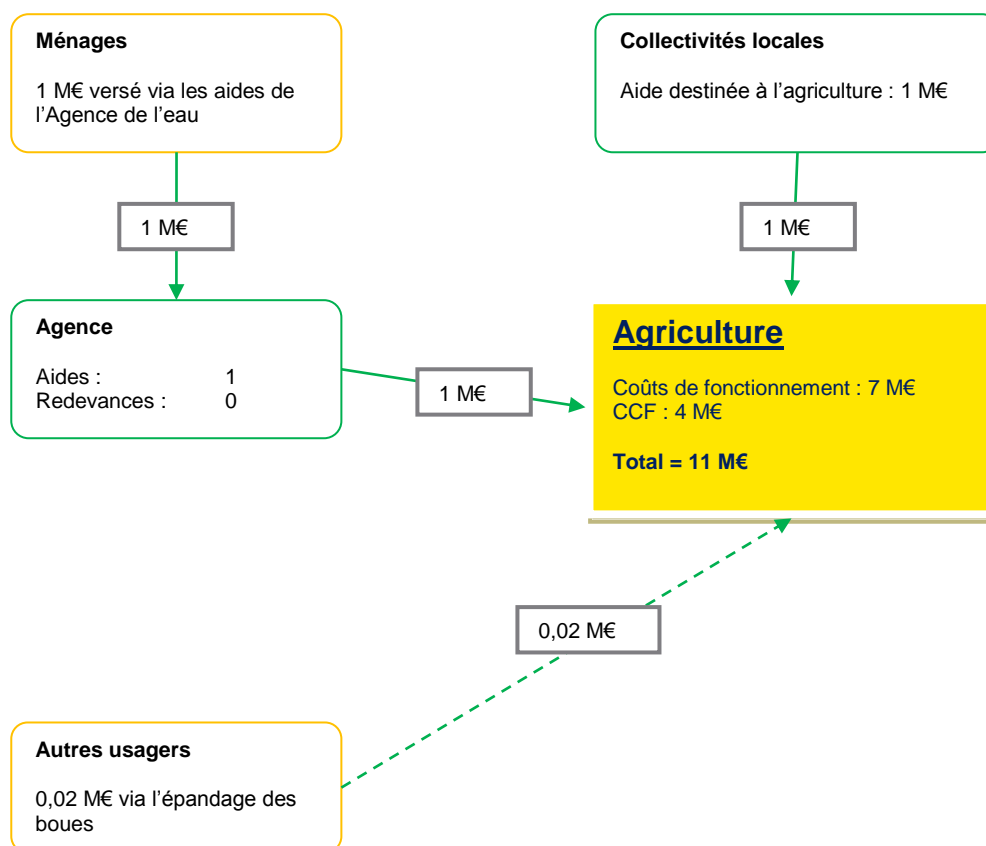 Ménages
1 M€ versé via les aides de
l'Agence de l'eau
Collectivités locales
Aide destinée à l'agriculture : 1 M€
1 M€
1 M€
Agence
Aides : 1
Redevances : 0
1 M€
Agriculture
Coûts de fonctionnement : 7 M€
CCF : 4 M€
Total = 11 M€
0,02 M€
Autres usagers
0,02 M€ via l'épandage des
boues